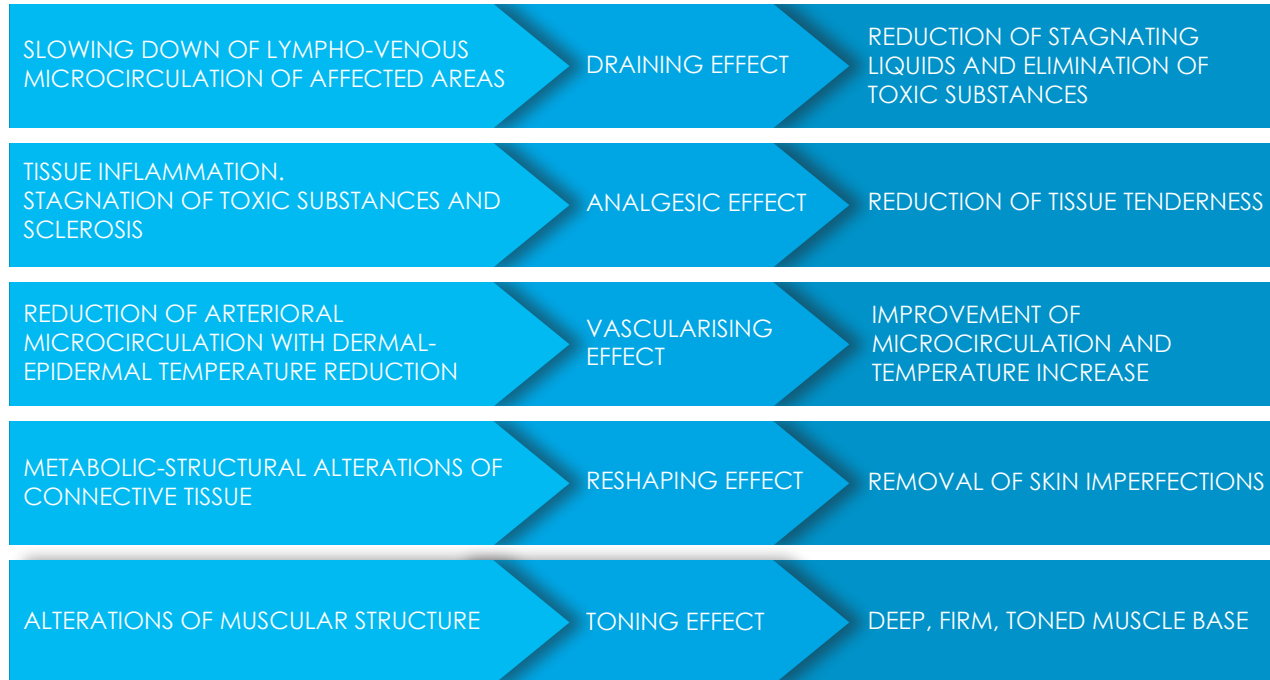 SLOWING DOWN OF LYMPHO-VENOUS
MICROCIRCULATION OF AFFECTED AREAS
DRAINING EFFECT
REDUCTION OF STAGNATING
LIQUIDS AND ELIMINATION OF
TOXIC SUBSTANCES
TISSUE INFLAMMATION.
STAGNATION OF TOXIC SUBSTANCES AND
SCLEROSIS
ANALGESIC EFFECT
REDUCTION OF TISSUE TENDERNESS
REDUCTION OF ARTERIORAL
MICROCIRCULATION WITH DERMAL-
EPIDERMAL TEMPERATURE REDUCTION
VASCULARISING
EFFECT
IMPROVEMENT OF
MICROCIRCULATION AND
TEMPERATURE INCREASE
METABOLIC-STRUCTURAL ALTERATIONS OF
CONNECTIVE TISSUE
RESHAPING EFFECT
REMOVAL OF SKIN IMPERFECTIONS
ALTERATIONS OF MUSCULAR STRUCTURE
TONING EFFECT
DEEP, FIRM, TONED MUSCLE BASE